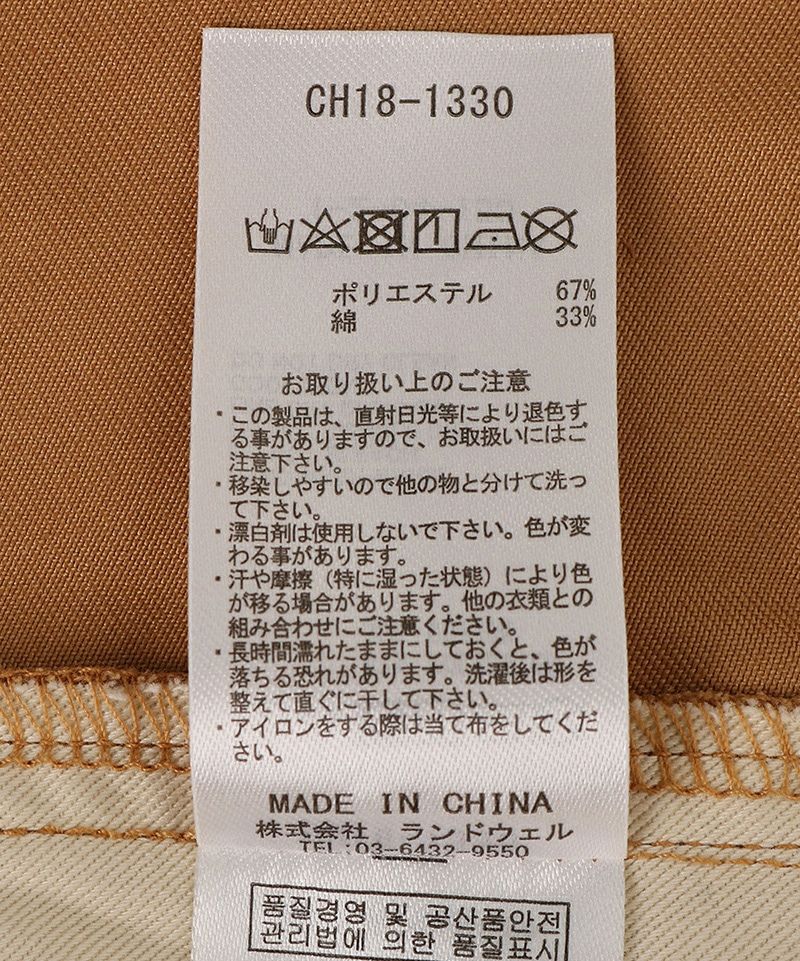 CH18-1330
ポリエステル 67%
綿 33%
お取り扱い上のご注意
・この製品は、直射日光等により退色す
る事がありますので、お取扱いにはご
注意下さい。
・移染しやすいので他の物と分けて洗っ
て下さい。
・漂白剤は使用しないで下さい。色が変
わる事があります。
・汗や摩擦（特に湿った状態）により色
が移る場合があります。他の衣類との
組み合わせにご注意ください。
・長時間濡れたままにしておくと、色が
落ちる恐れがあります。洗濯後は形を
整えて直ぐに干して下さい。
・アイロンをする際は当て布をしてくだ
さい。
MADE IN CHINA
株式会社 ランドウェル
TEL:03-6432-9550
품질경영 및 공산품안전
관리법에 의한 품질표시